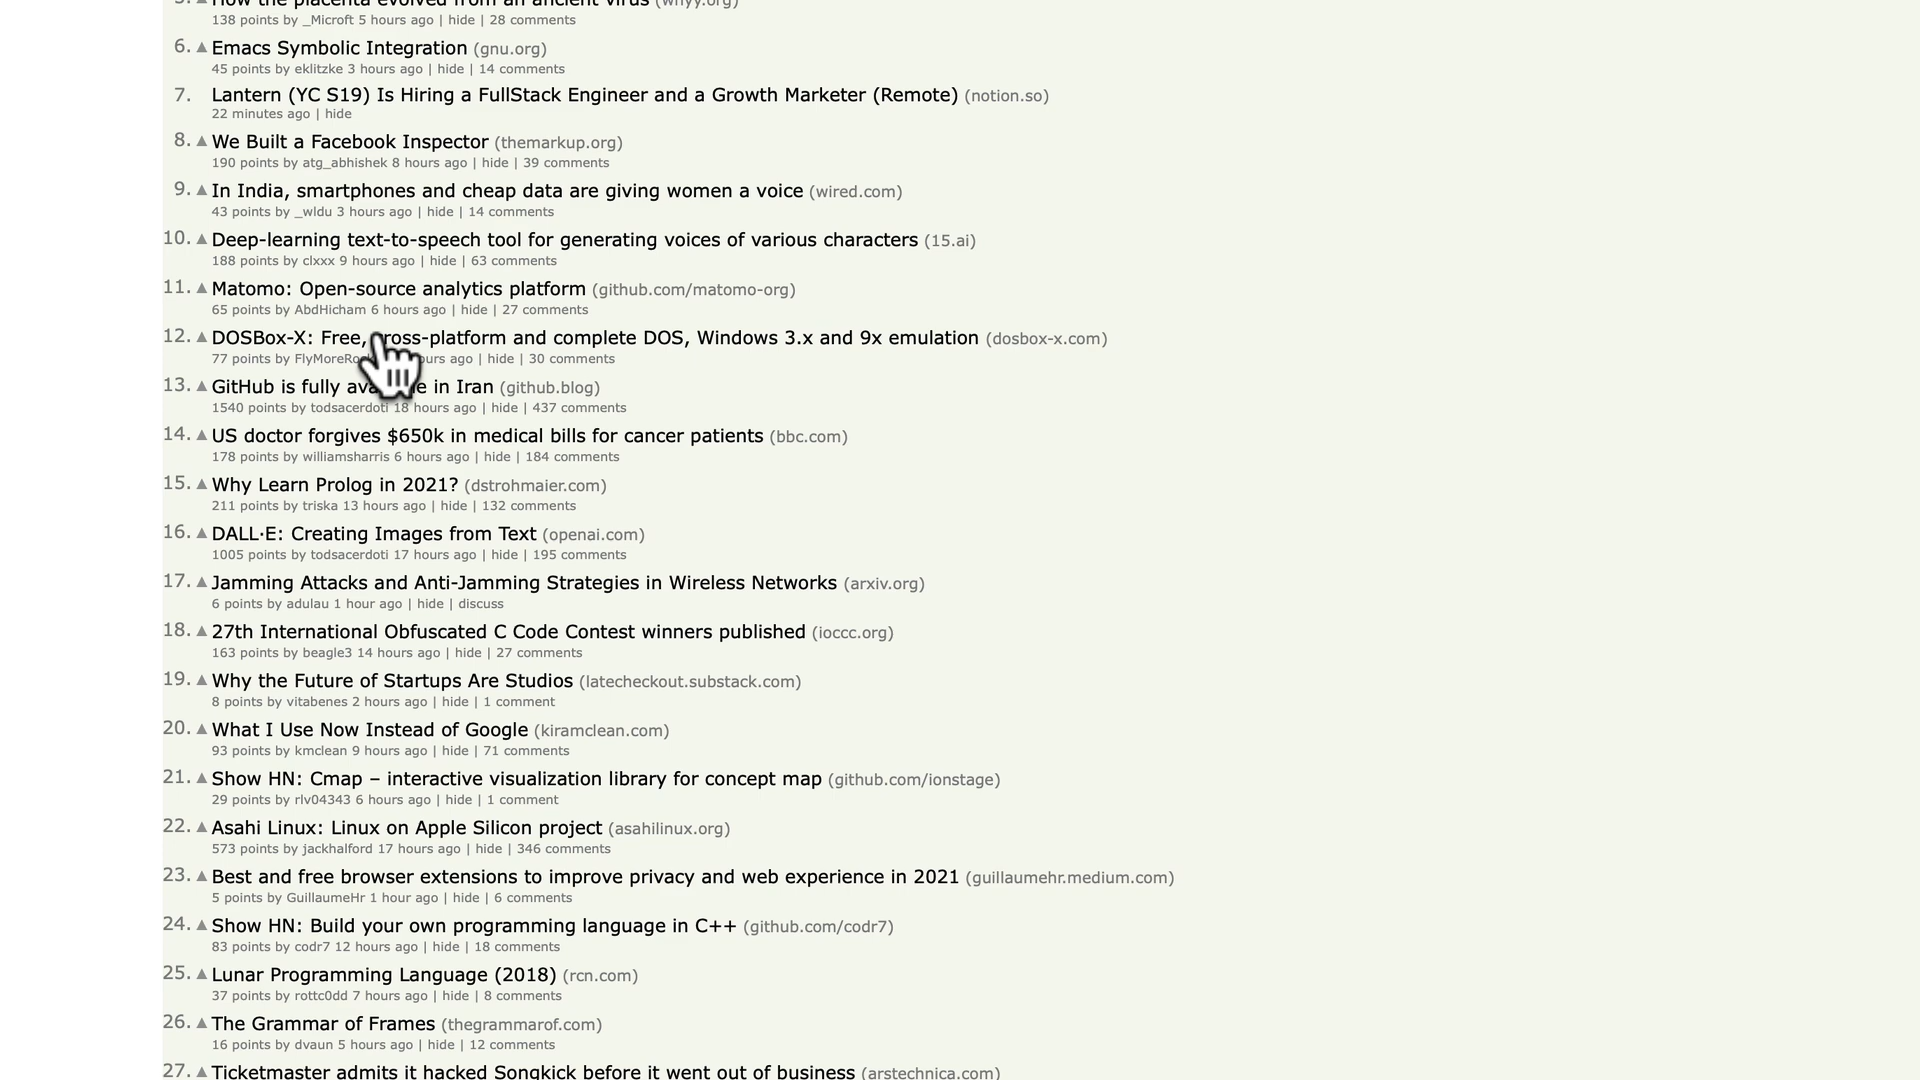 5. ▲ How the placenta evolved from an ancient virus (whyy.org)
138 points by _Microft 5 hours ago | hide | 28 comments
6. ▲ Emacs Symbolic Integration (gnu.org)
45 points by eklitzke 3 hours ago | hide | 14 comments
7. Lantern (YC S19) Is Hiring a FullStack Engineer and a Growth Marketer (Remote) (notion.so)
22 minutes ago | hide
8. ▲ We Built a Facebook Inspector (themarkup.org)
190 points by atg_abhishek 8 hours ago | hide | 39 comments
9. ▲ In India, smartphones and cheap data are giving women a voice (wired.com)
43 points by _wldu 3 hours ago | hide | 14 comments
10. ▲ Deep-learning text-to-speech tool for generating voices of various characters (15.ai)
188 points by clxxx 9 hours ago | hide | 63 comments
11. ▲ Matomo: Open-source analytics platform (github.com/matomo-org)
65 points by AbdHicham 6 hours ago | hide | 27 comments
12. ▲ DOSBox-X: Free, cross-platform and complete DOS, Windows 3.x and 9x emulation (dosbox-x.com)
77 points by hours ago | hide | 30 comments
13. ▲ GitHub is fully available in Iran (github.blog)
1540 points by todsacerdoti 18 hours ago | hide | 437 comments
14. ▲ US doctor forgives $650k in medical bills for cancer patients (bbc.com)
178 points by williamsharris 6 hours ago | hide | 184 comments
15. ▲ Why Learn Prolog in 2021? (dstrohmaier.com)
211 points by triska 13 hours ago | hide | 132 comments
16. ▲ DALL·E: Creating Images from Text (openai.com)
1005 points by todsacerdoti 17 hours ago | hide | 195 comments
17. ▲ Jamming Attacks and Anti-Jamming Strategies in Wireless Networks (arxiv.org)
6 points by adulau 1 hour ago | hide | discuss
18. ▲ 27th International Obfuscated C Code Contest winners published (ioccc.org)
163 points by beagle3 14 hours ago | hide | 27 comments
19. ▲ Why the Future of Startups Are Studios (latecheckout.substack.com)
8 points by vitabenes 2 hours ago | hide | 1 comment
20. ▲ What I Use Now Instead of Google (kiramclean.com)
93 points by kmclean 9 hours ago | hide | 71 comments
21. ▲ Show HN: Cmap – interactive visualization library for concept map (github.com/ionstage)
29 points by rlv04343 6 hours ago | hide | 1 comment
22. ▲ Asahi Linux: Linux on Apple Silicon project (asahilinux.org)
573 points by jackhalford 17 hours ago | hide | 346 comments
23. ▲ Best and free browser extensions to improve privacy and web experience in 2021 (guillaumehr.medium.com)
5 points by GuillaumeHr 1 hour ago | hide | 6 comments
24. ▲ Show HN: Build your own programming language in C++ (github.com/codr7)
83 points by codr7 12 hours ago | hide | 18 comments
25. ▲ Lunar Programming Language (2018) (rcn.com)
37 points by rottc0dd 7 hours ago | hide | 8 comments
26. ▲ The Grammar of Frames (thegrammarof.com)
16 points by dvaun 5 hours ago | hide | 12 comments
27. ▲ Ticketmaster admits it hacked Songkick before it went out of business (arstechnica.com)